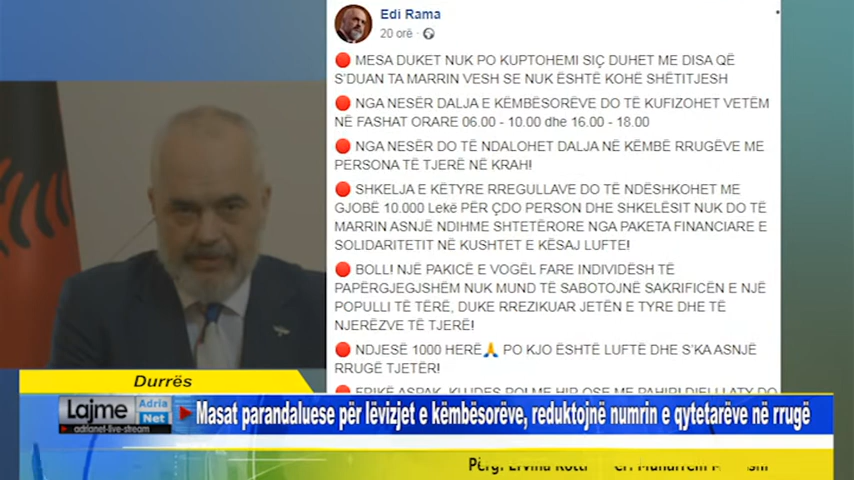 Edi Rama
20 orë ·
MESA DUKET NUK PO KUPTOHEMI SIÇ DUHET ME DISA QË
S'DUAN TA MARRIN VESH SE NUK ËSHTË KOHË SHËTITJESH
NGA NESËR DALJA E KËMBËSORËVE DO TË KUFIZOHET VETËM
NË FASHAT ORARE 06.00 - 10.00 dhe 16.00 - 18.00
NGA NESËR DO TË NDALOHET DALJA NË KËMBË RRUGËVE ME
PERSONA TË TJERË NË KRAH!
SHKELJA E KËTYRE RREGULLAVE DO TË NDËSHKOHET ME
GJOBË 10.000 Lekë PËR ÇDO PERSON DHE SHKELËSIT NUK DO TË
MARRIN ASNJË NDIHME SHTETËRORE NGA PAKETA FINANCIARE E
SOLIDARITETIT NË KUSHTET E KËSAJ LUFTE!
BOLL! NJË PAKICË E VOGËL FARE INDIVIDËSH TË
PAPËRGJEGJSHËM NUK MUND TË SABOTOJNË SAKRIFICËN E NJË
POPULLI TË TËRË, DUKE RREZIKUAR JETËN E TYRE DHE TË
NJERËZVE TË TJERË!
NDJESË 1000 HERË🙏 PO KJO ËSHTË LUFTË DHE S'KA ASNJË
RRUGË TJETËR!
Durrës
Lajme
Adria
Net
adrianet-live-stream
Masat parandaluese për lëvizjet e këmbësorëve, reduktojnë numrin e qytetarëve në rrugë